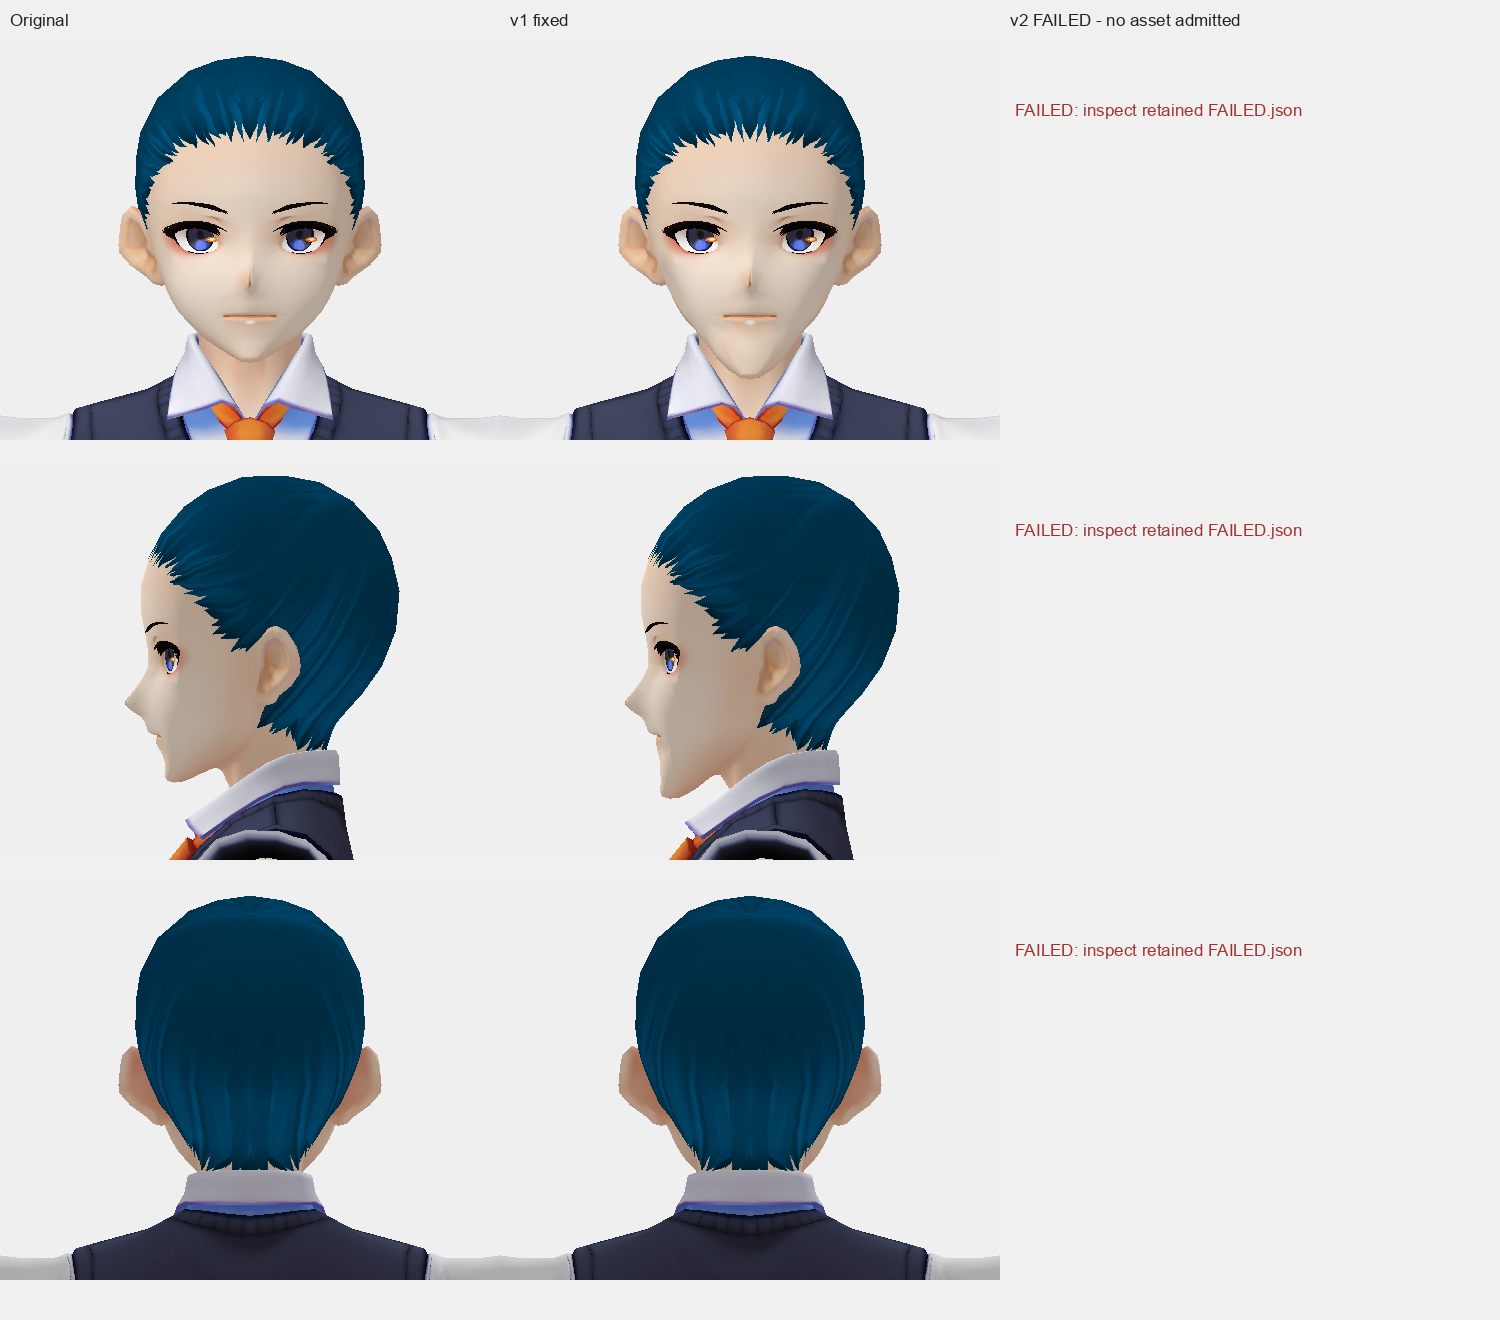 Original
v1 fixed
v2 FAILED - no asset admitted
FAILED: inspect retained FAILED.json
FAILED: inspect retained FAILED.json
FAILED: inspect retained FAILED.json